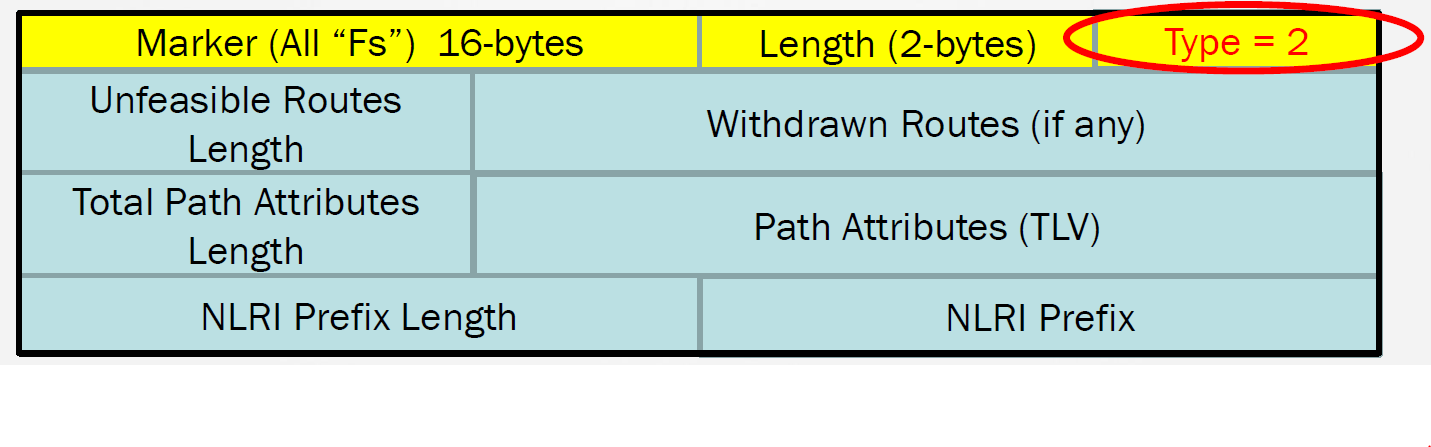 Marker (All “Fs”) 16-bytes
Length (2-bytes)
Type = 2
Unfeasible Routes
Length
Withdrawn Routes (if any)
Total Path Attributes
Length
Path Attributes (TLV)
NLRI Prefix Length
NLRI Prefix